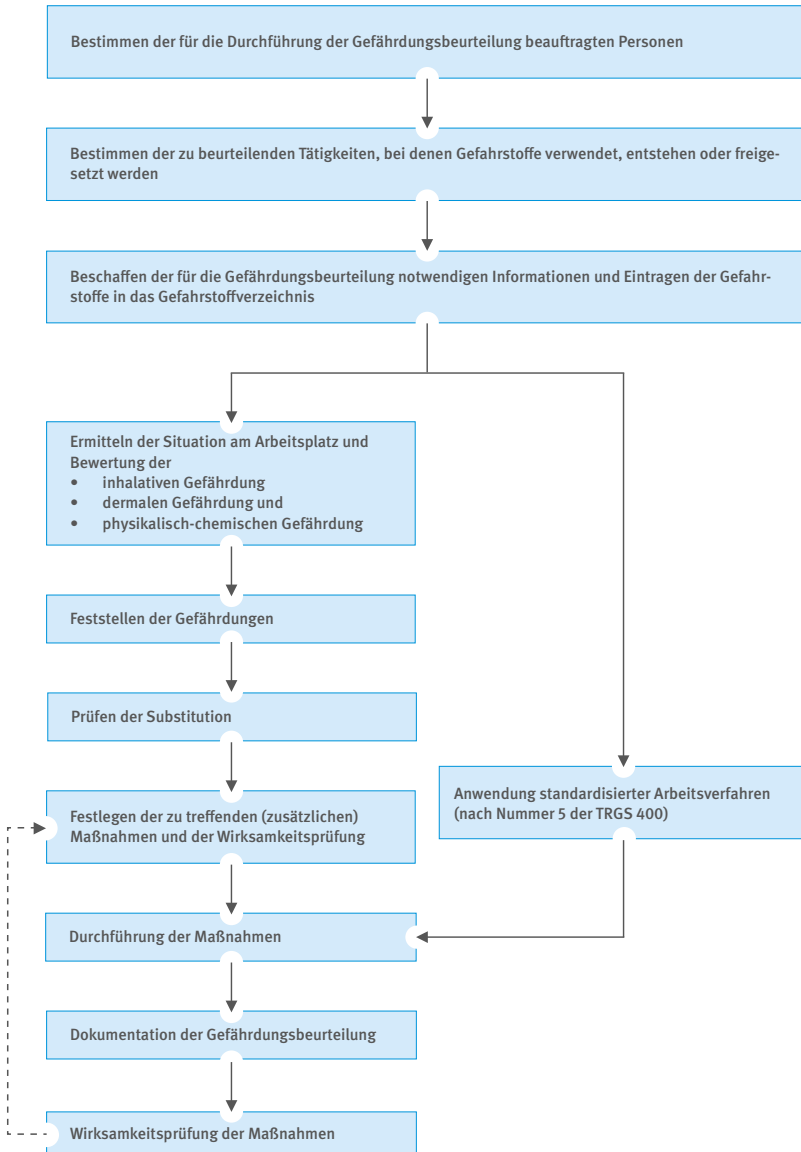 Bestimmen der für die Durchführung der Gefährdungsbeurteilung beauftragten Personen
Bestimmen der zu beurteilenden Tätigkeiten, bei denen Gefahrstoffe verwendet, entstehen oder freige-
setzt werden
Beschaffen der für die Gefährdungsbeurteilung notwendigen Informationen und Eintragen der Gefahr-
stoffe in das Gefahrstoffverzeichnis
Ermitteln der Situation am Arbeitsplatz und
Bewertung der
• inhalativen Gefährdung
• dermalen Gefährdung und
• physikalisch-chemischen Gefährdung
Feststellen der Gefährdungen
Prüfen der Substitution
Festlegen der zu treffenden (zusätzlichen)
Maßnahmen und der Wirksamkeitsprüfung
Anwendung standardisierter Arbeitsverfahren
(nach Nummer 5 der TRGS 400)
Durchführung der Maßnahmen
Dokumentation der Gefährdungsbeurteilung
Wirksamkeitsprüfung der Maßnahmen